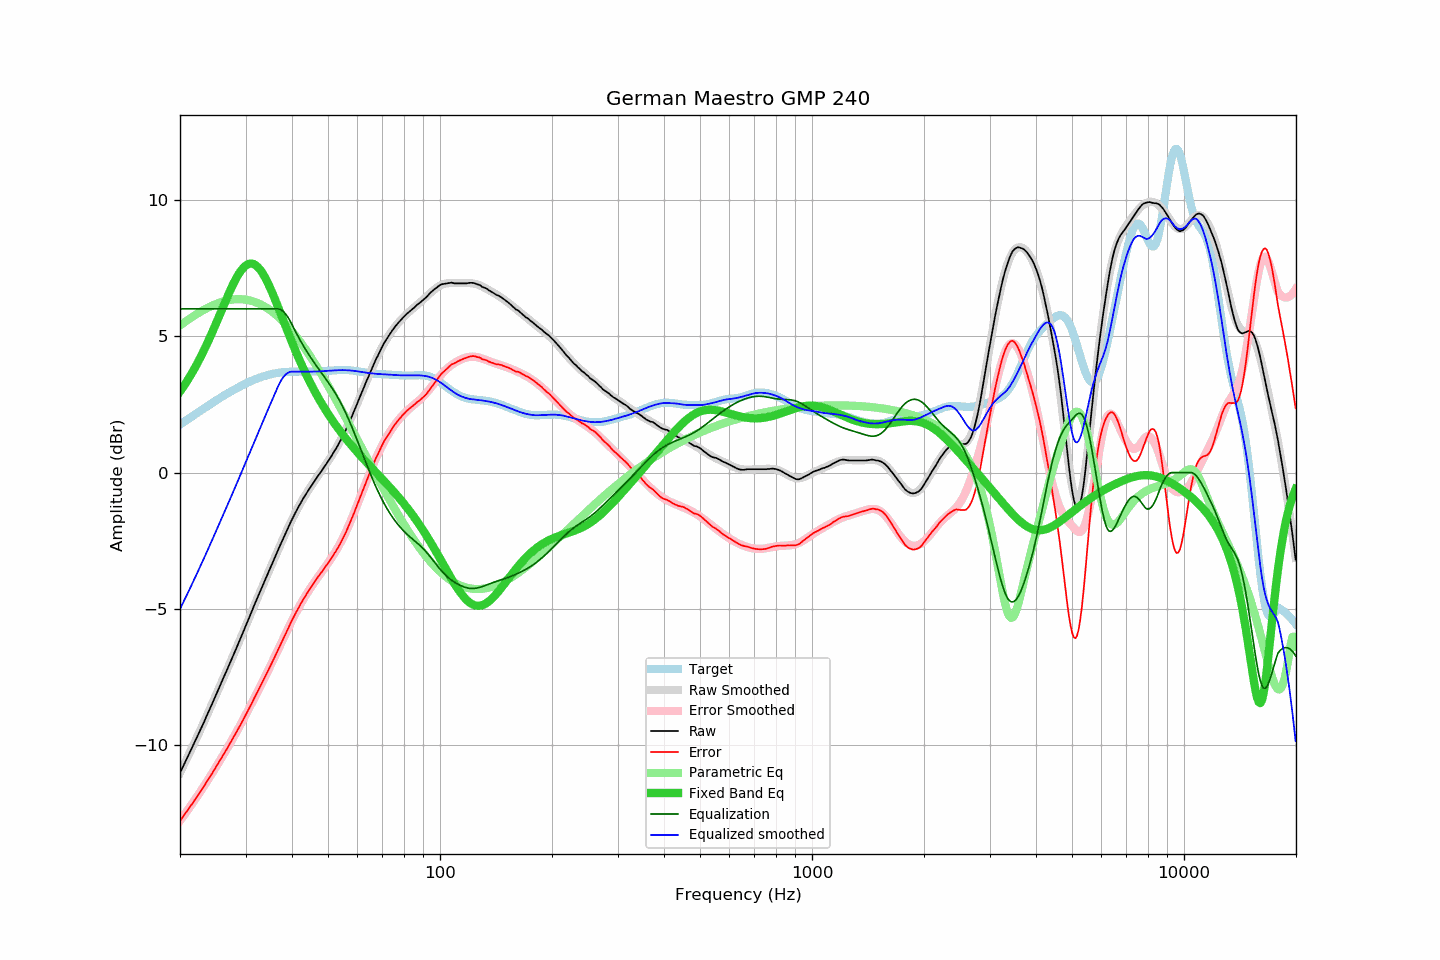 German Maestro GMP 240
Amplitude (dBr)
10
5
0
−5
−10
Target
Raw Smoothed
Error Smoothed
Raw
Error
Parametric Eq
Fixed Band Eq
Equalization
Equalized smoothed
100
1000
10000
Frequency (Hz)